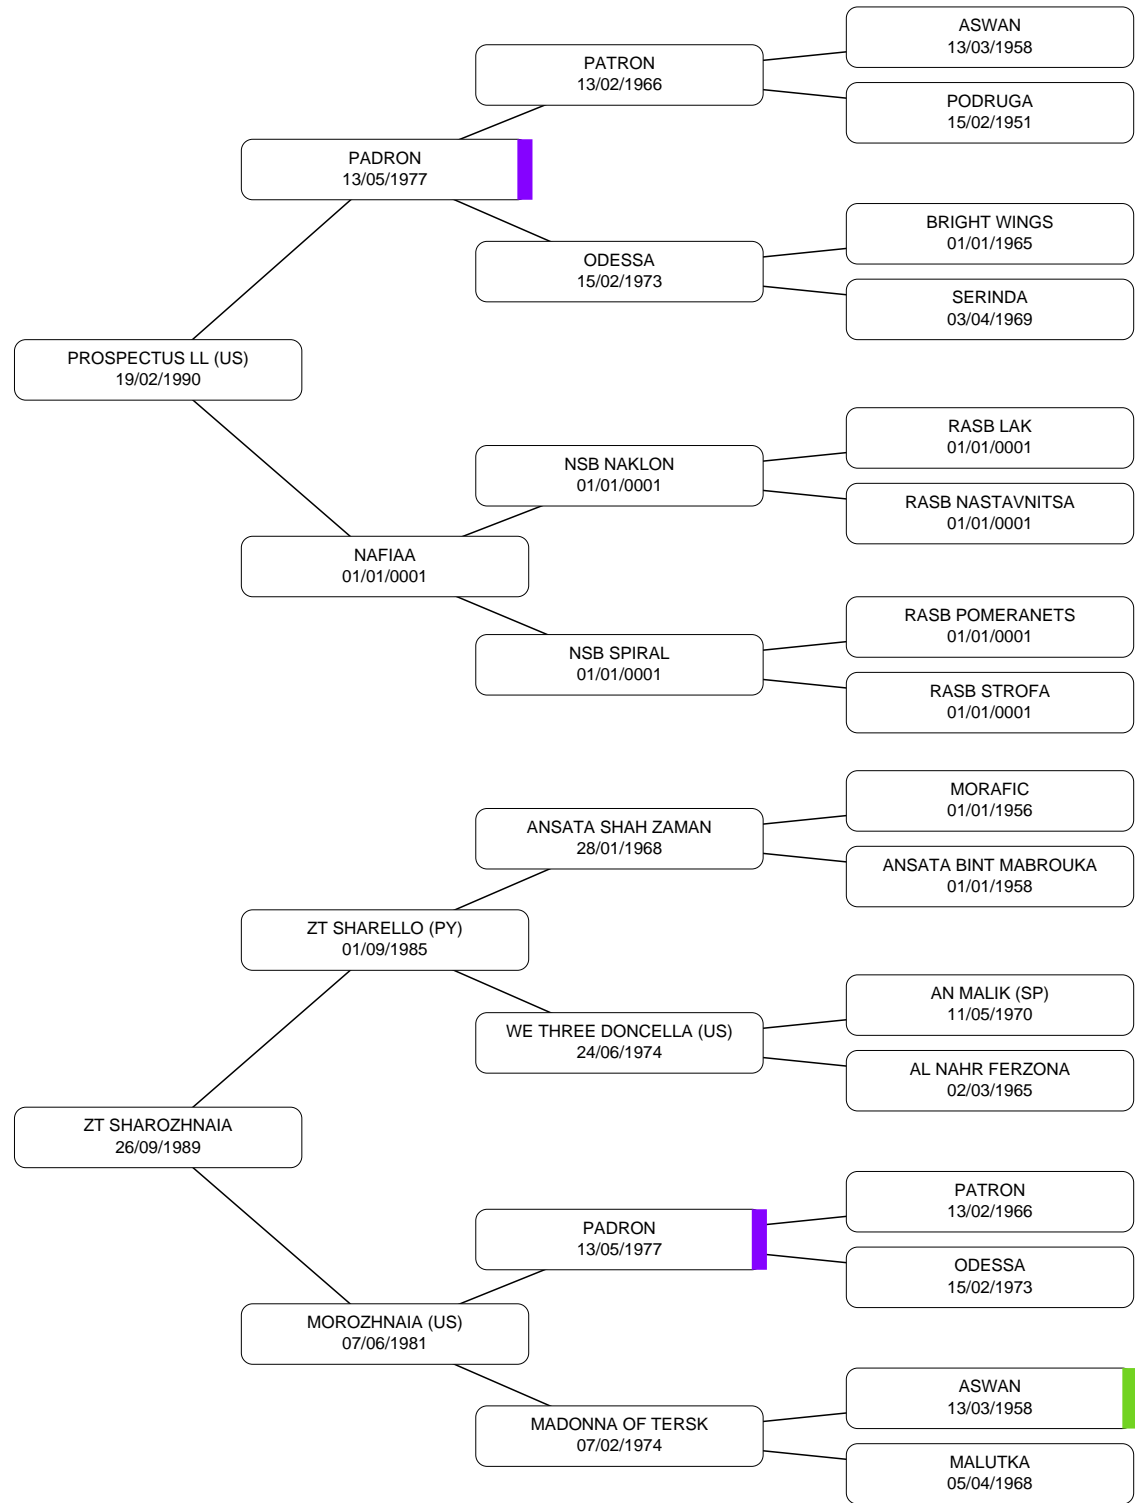 ASWAN
13/03/1958
PATRON
13/02/1966
PODRUGA
15/02/1951
PADRON
13/05/1977
BRIGHT WINGS
01/01/1965
ODESSA
15/02/1973
SERINDA
03/04/1969
PROSPECTUS LL (US)
19/02/1990
RASB LAK
01/01/0001
NSB NAKLON
01/01/0001
RASB NASTAVNITSA
01/01/0001
NAFIAA
01/01/0001
RASB POMERANETS
01/01/0001
NSB SPIRAL
01/01/0001
RASB STROFA
01/01/0001
MORAFIC
01/01/1956
ANSATA SHAH ZAMAN
28/01/1968
ANSATA BINT MABROUKA
01/01/1958
ZT SHARELLO (PY)
01/09/1985
AN MALIK (SP)
11/05/1970
WE THREE DONCELLA (US)
24/06/1974
AL NAHR FERZONA
02/03/1965
ZT SHAROZHNAIA
26/09/1989
PATRON
13/02/1966
PADRON
13/05/1977
ODESSA
15/02/1973
MOROZHNAIA (US)
07/06/1981
ASWAN
13/03/1958
MADONNA OF TERSK
07/02/1974
MALUTKA
05/04/1968